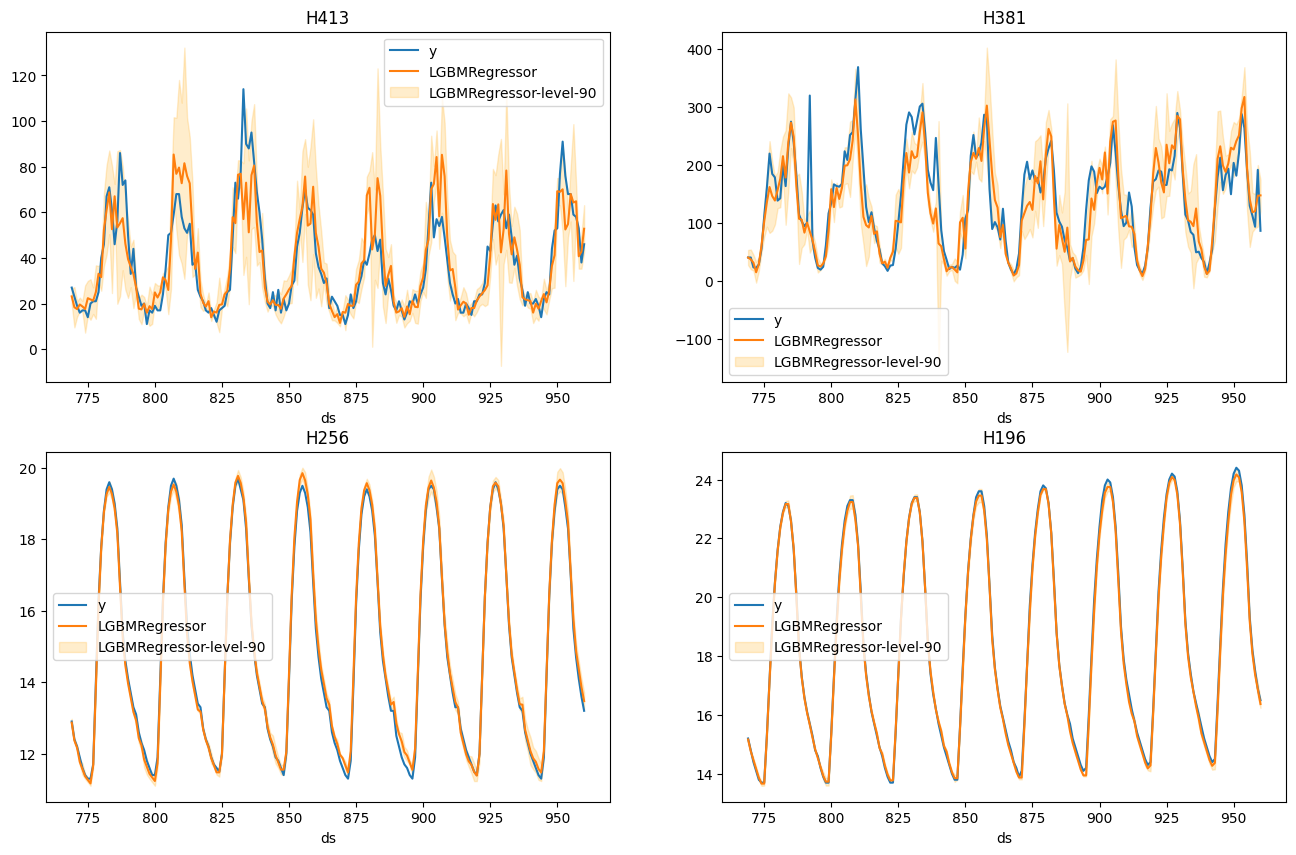 H413
120
100
80
60
40
20
0
y
LGBMRegressor
LGBMRegressor-level-90
775 800 825 850 875 900 925 950
ds
H381
400
300
200
100
0
−100
y
LGBMRegressor
LGBMRegressor-level-90
775 800 825 850 875 900 925 950
ds
H256
20
18
16
14
12
y
LGBMRegressor
LGBMRegressor-level-90
775 800 825 850 875 900 925 950
ds
H196
24
22
20
18
16
14
y
LGBMRegressor
LGBMRegressor-level-90
775 800 825 850 875 900 925 950
ds